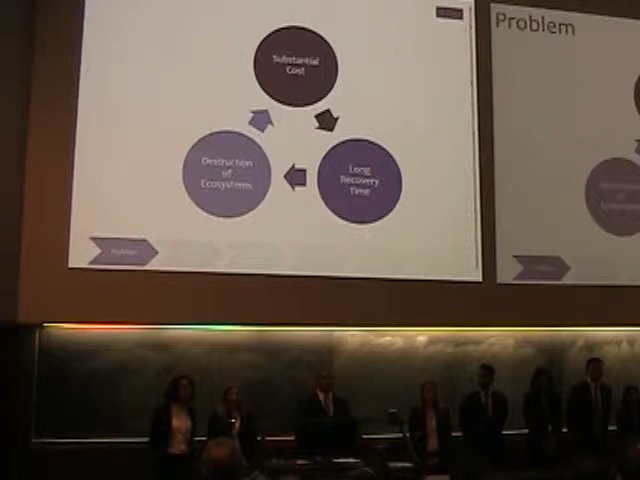 Substantial
Cost
Destruction
of
Ecosystems
Long
Recovery
Time
Problem
Problem